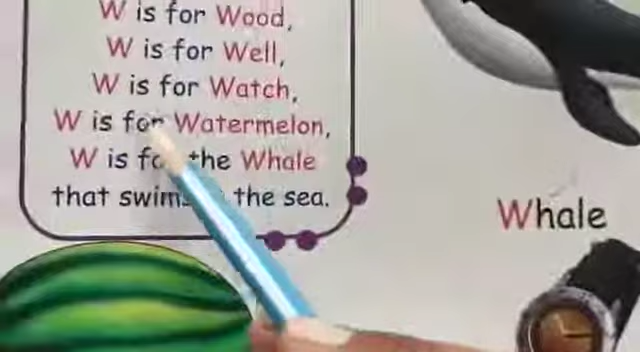 W is for Wood,
W is for Well,
W is for Watch,
W is for Watermelon,
W is for the Whale
that swims the sea.
Whale